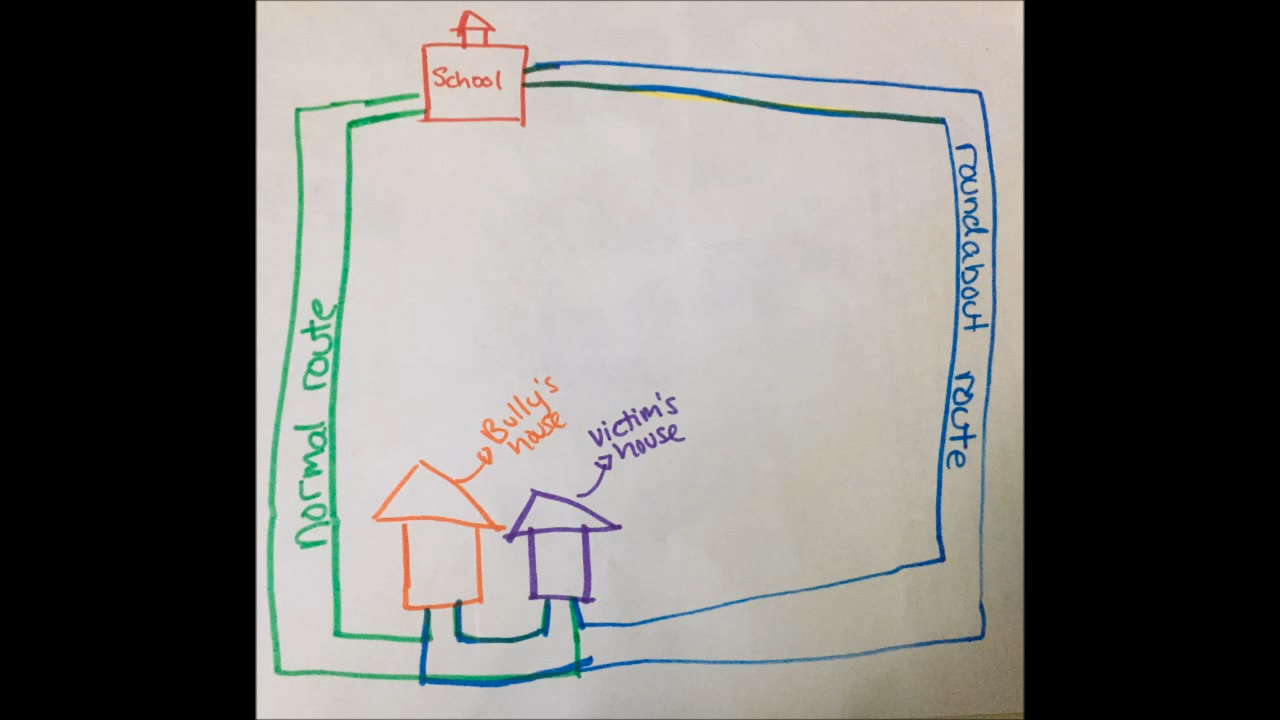 School
roundabout route
normal route
Bully's
house
victim's
house